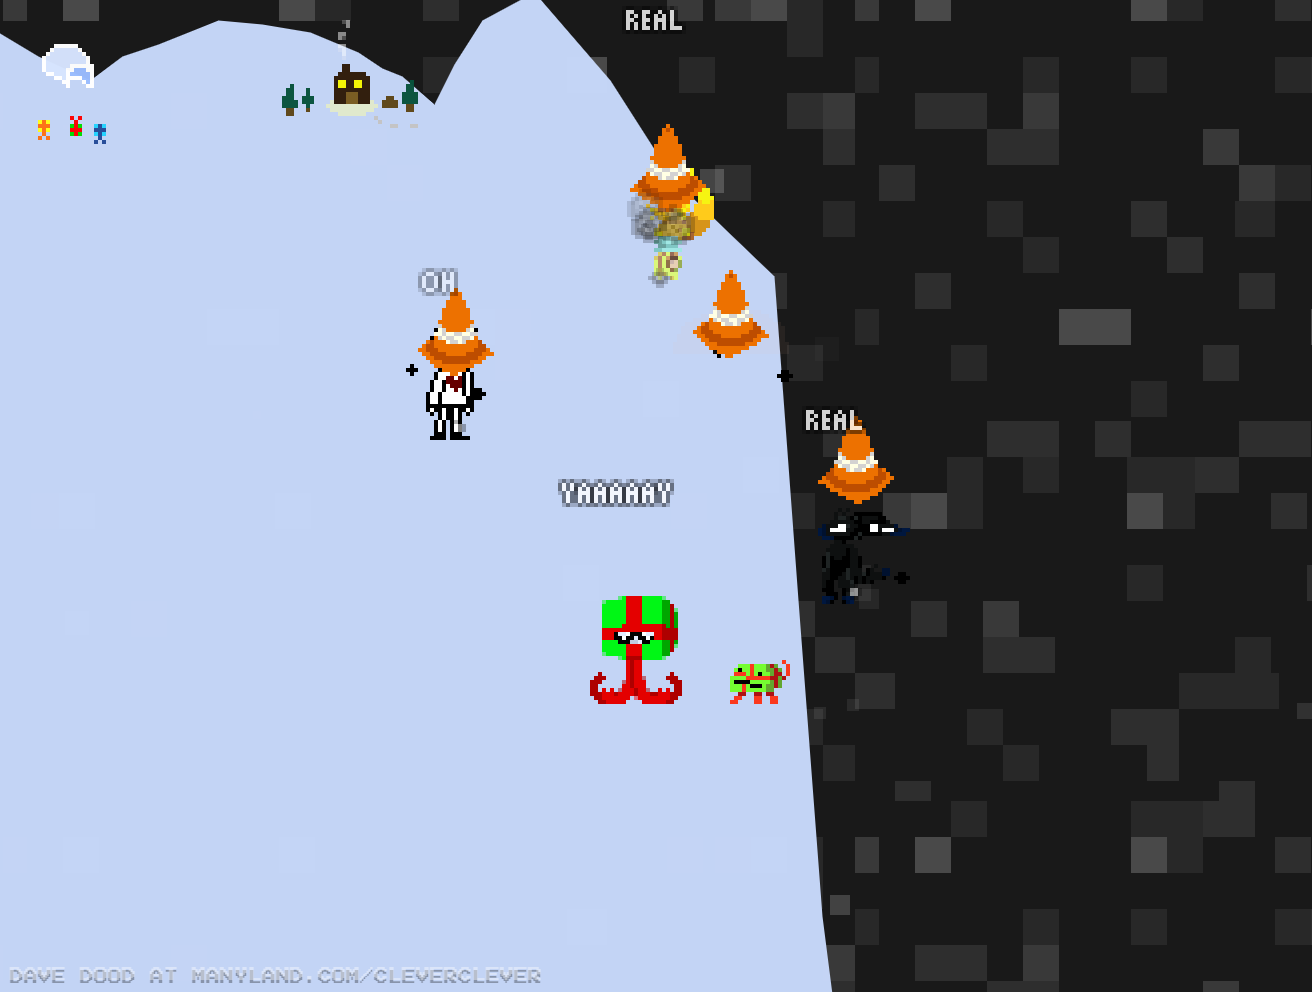 REAL
OH
REAL
YAAAAAY
DAVE DOOD AT MANYLAND.COM/CLEVERCLEVER